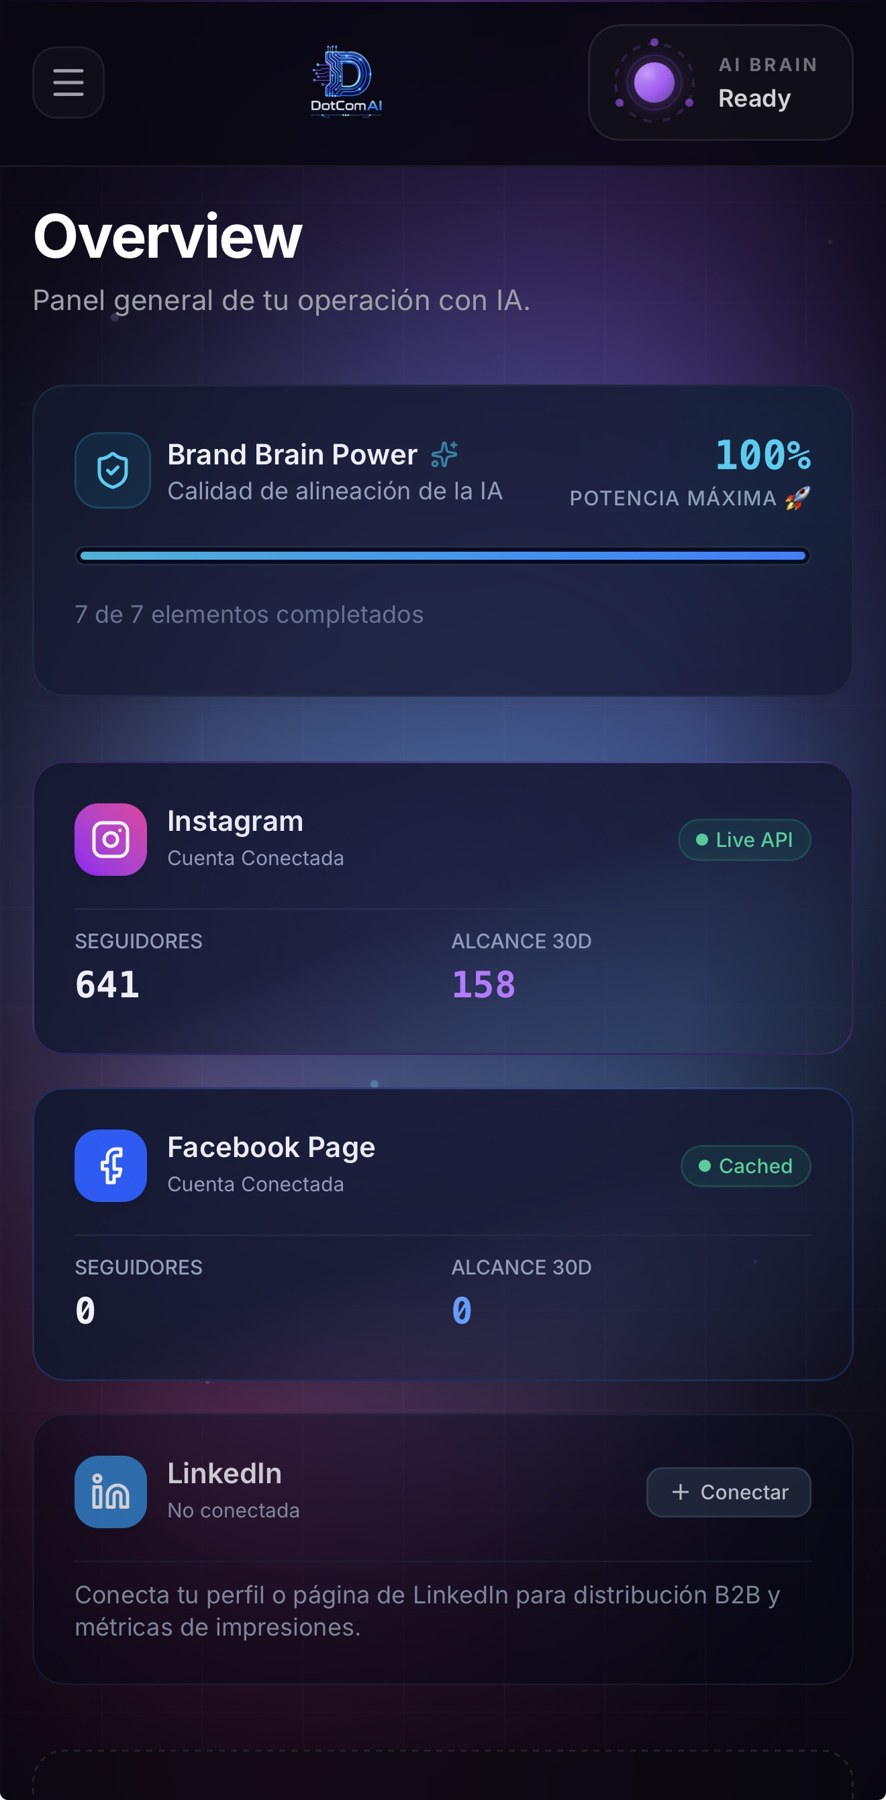 DotComAI
AI BRAIN
Ready
Overview
Panel general de tu operación con IA.
Brand Brain Power
Calidad de alineación de la IA
100%
POTENCIA MÁXIMA 🚀
7 de 7 elementos completados
Instagram
Cuenta Conectada
Live API
SEGUIDORES
641
ALCANCE 30D
158
Facebook Page
Cuenta Conectada
Cached
SEGUIDORES
0
ALCANCE 30D
0
LinkedIn
No conectada
+ Conectar
Conecta tu perfil o página de LinkedIn para distribución B2B y
métricas de impresiones.